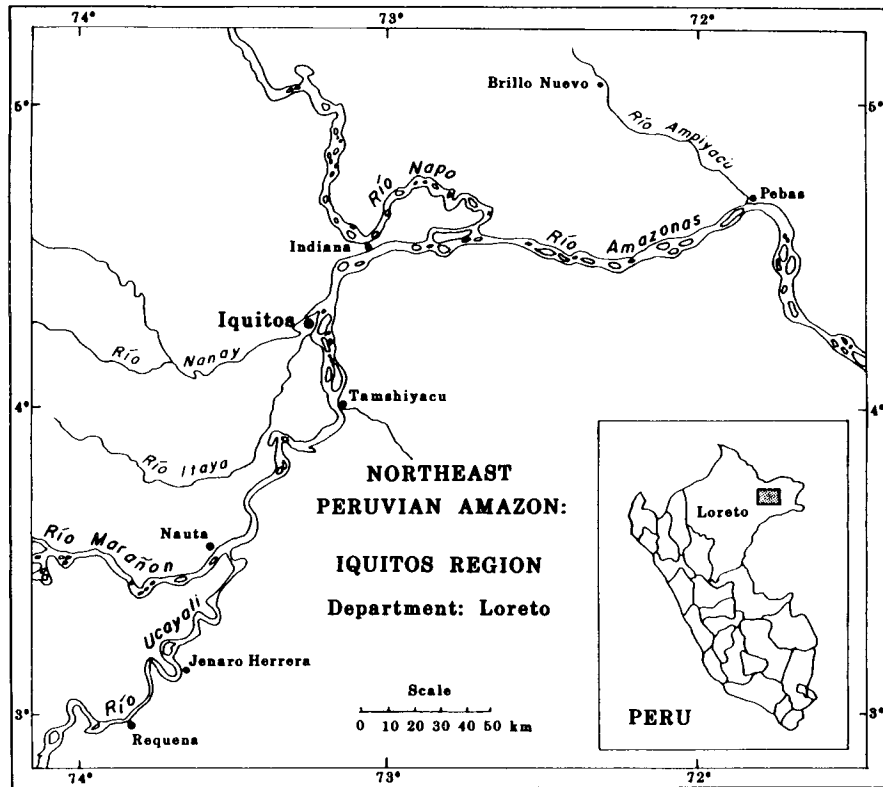 74° 73° 72°
5° 5°
Brillo Nuevo
Río Ampiyacú
Río Napo
Pebas
Indiana
Río Amazonas
Iquitos
Río Nanay
4° 4°
Tamshiyacu
Río Itaya
NORTHEAST
PERUVIAN AMAZON:
IQUITOS REGION
Department: Loreto
Loreto
Nauta
Río Marañon
Río Ucayali
Jenaro Herrera
Requena
Scale
0 10 20 30 40 50 km
PERU
3° 3°
74° 73° 72°